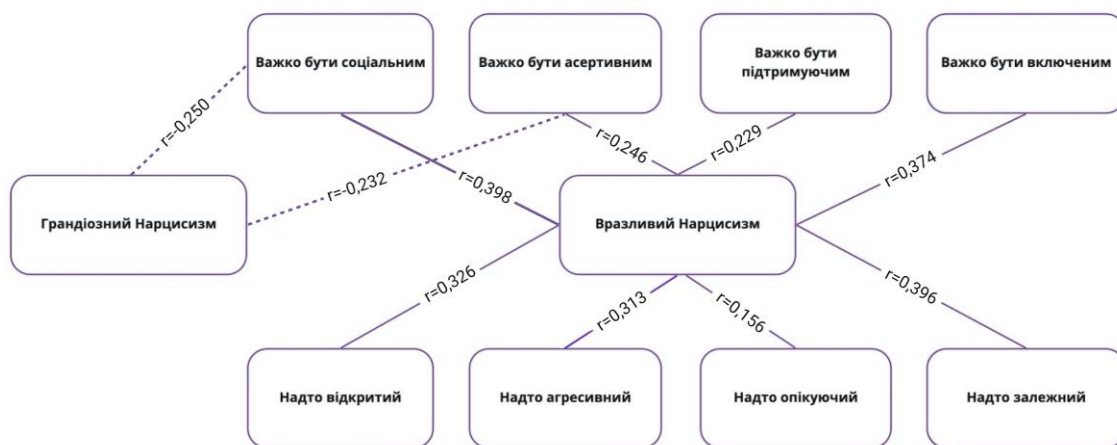 Важко бути соціальним
Важко бути асертивним
Важко бути
підтримуючим
Важко бути включеним
r=-0,250
r=-0,232
r=0,398
r=0,246
r=0,229
r=0,374
Грандіозний Нарцисизм
Вразливий Нарцисизм
r=0,326
r=0,313
r=0,156
r=0,396
Надто відкритий
Надто агресивний
Надто опікуючий
Надто залежний